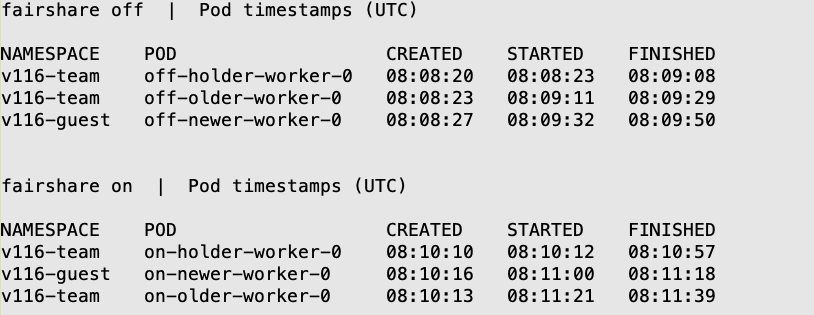 fairshare off  |  Pod timestamps (UTC)
NAMESPACE    POD                   CREATED    STARTED    FINISHED
v116-team    off-holder-worker-0   08:08:20   08:08:23   08:09:08
v116-team    off-older-worker-0    08:08:23   08:09:11   08:09:29
v116-guest   off-newer-worker-0    08:08:27   08:09:32   08:09:50
fairshare on  |  Pod timestamps (UTC)
NAMESPACE    POD                   CREATED    STARTED    FINISHED
v116-team    on-holder-worker-0    08:10:10   08:10:12   08:10:57
v116-guest   on-newer-worker-0     08:10:16   08:11:00   08:11:18
v116-team    on-older-worker-0     08:10:13   08:11:21   08:11:39